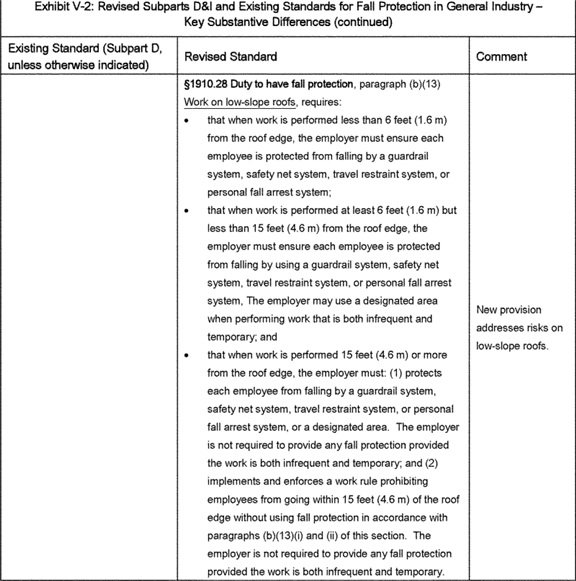 Exhibit V-2: Revised Subparts D&I and Existing Standards for Fall Protection in General Industry –
Key Substantive Differences (continued)
Existing Standard (Subpart D,
unless otherwise indicated)
Revised Standard
Comment
§1910.28 Duty to have fall protection, paragraph (b)(13)
Work on low-slope roofs, requires:
• that when work is performed less than 6 feet (1.6 m)
from the roof edge, the employer must ensure each
employee is protected from falling by a guardrail
system, safety net system, travel restraint system, or
personal fall arrest system;
• that when work is performed at least 6 feet (1.6 m) but
less than 15 feet (4.6 m) from the roof edge, the
employer must ensure each employee is protected
from falling by using a guardrail system, safety net
system, travel restraint system, or personal fall arrest
system, The employer may use a designated area
when performing work that is both infrequent and
temporary; and
• that when work is performed 15 feet (4.6 m) or more
from the roof edge, the employer must: (1) protects
each employee from falling by a guardrail system,
safety net system, travel restraint system, or personal
fall arrest system, or a designated area. The employer
is not required to provide any fall protection provided
the work is both infrequent and temporary; and (2)
implements and enforces a work rule prohibiting
employees from going within 15 feet (4.6 m) of the roof
edge without using fall protection in accordance with
paragraphs (b)(13)(i) and (ii) of this section. The
employer is not required to provide any fall protection
provided the work is both infrequent and temporary.
New provision
addresses risks on
low-slope roofs.